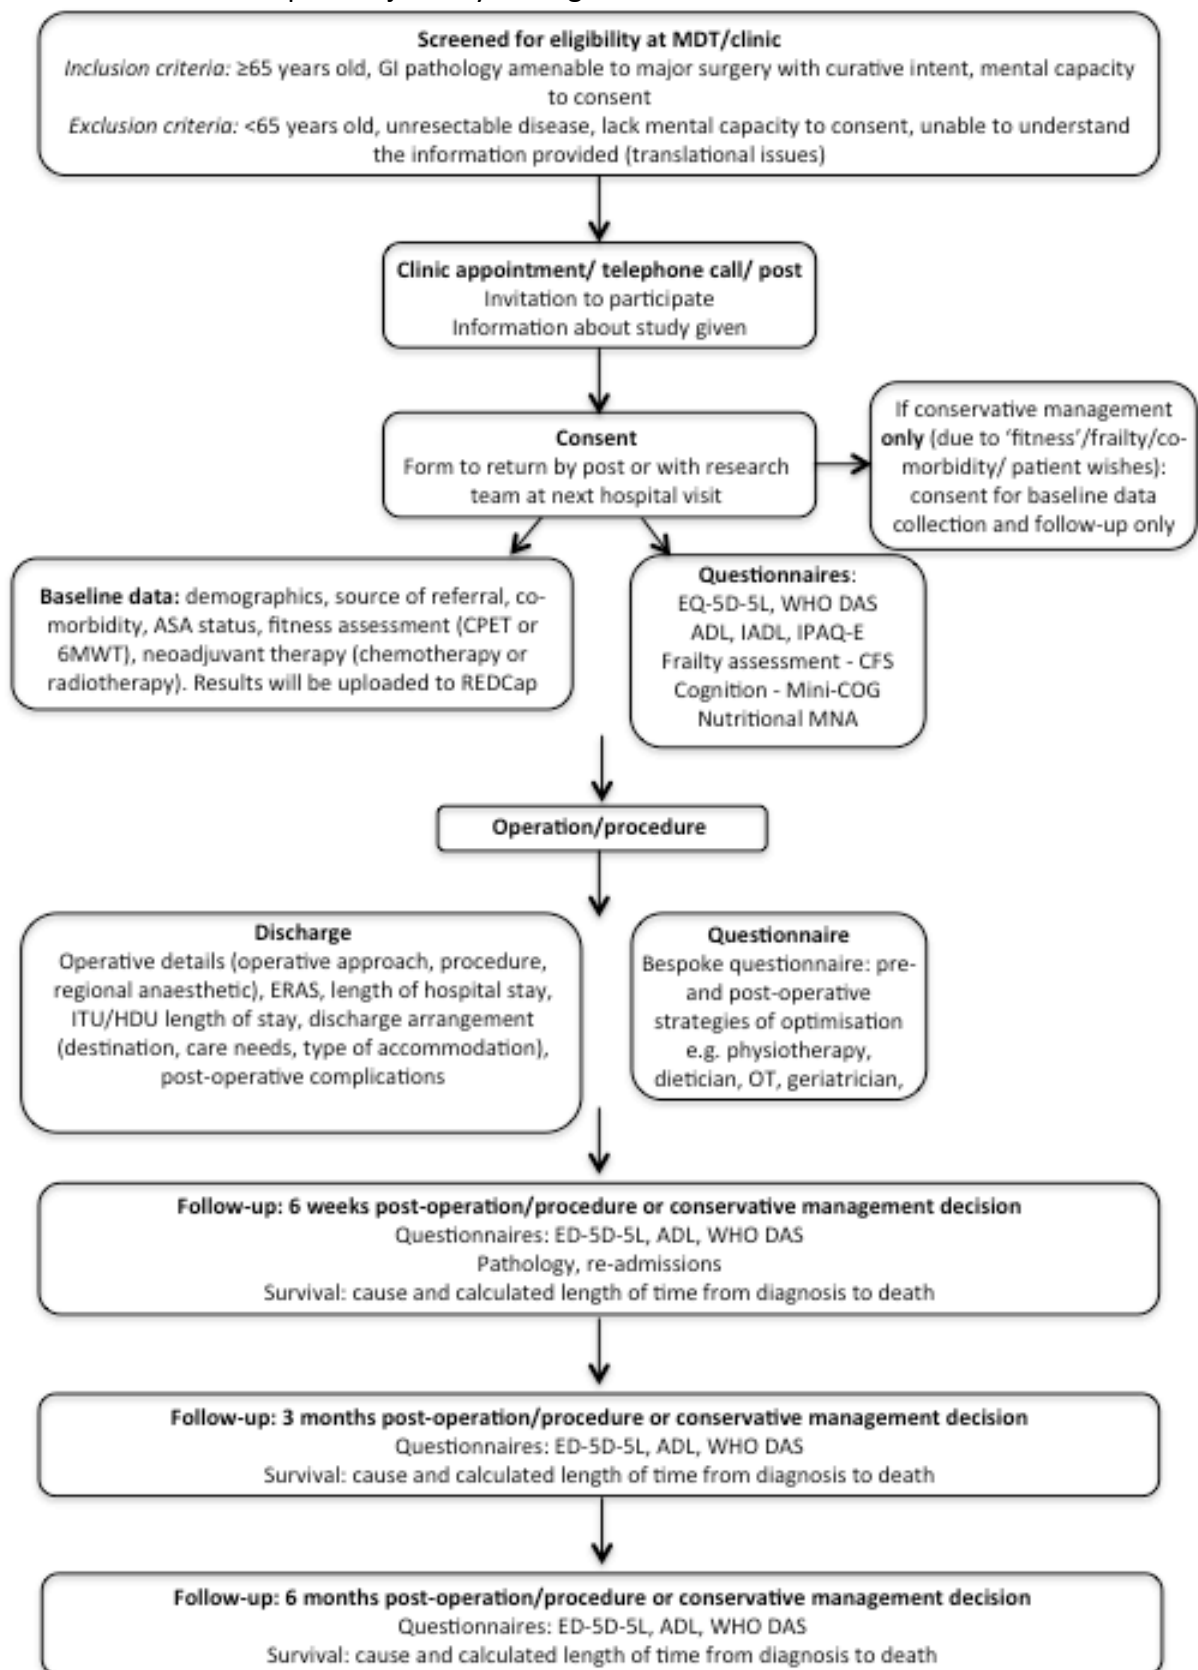 Screened for eligibility at MDT/clinic
Inclusion criteria: ≥65 years old, GI pathology amenable to major surgery with curative intent, mental capacity
to consent
Exclusion criteria: <65 years old, unresectable disease, lack mental capacity to consent, unable to understand
the information provided (translational issues)
Clinic appointment/ telephone call/ post
Invitation to participate
Information about study given
Consent
Form to return by post or with research
team at next hospital visit
If conservative management
only (due to 'fitness'/frailty/co-
morbidity/ patient wishes):
consent for baseline data
collection and follow-up only
Baseline data: demographics, source of referral, co-
morbidity, ASA status, fitness assessment (CPET or
6MWT), neoadjuvant therapy (chemotherapy or
radiotherapy). Results will be uploaded to REDCap
Questionnaires:
EQ-5D-5L, WHO DAS
ADL, IADL, IPAQ-E
Frailty assessment - CFS
Cognition - Mini-COG
Nutritional MNA
Operation/procedure
Discharge
Operative details (operative approach, procedure,
regional anaesthetic), ERAS, length of hospital stay,
ITU/HDU length of stay, discharge arrangement
(destination, care needs, type of accommodation),
post-operative complications
Questionnaire
Bespoke questionnaire: pre-
and post-operative
strategies of optimisation
e.g. physiotherapy,
dietician, OT, geriatrician,
Follow-up: 6 weeks post-operation/procedure or conservative management decision
Questionnaires: ED-5D-5L, ADL, WHO DAS
Pathology, re-admissions
Survival: cause and calculated length of time from diagnosis to death
Follow-up: 3 months post-operation/procedure or conservative management decision
Questionnaires: ED-5D-5L, ADL, WHO DAS
Survival: cause and calculated length of time from diagnosis to death
Follow-up: 6 months post-operation/procedure or conservative management decision
Questionnaires: ED-5D-5L, ADL, WHO DAS
Survival: cause and calculated length of time from diagnosis to death